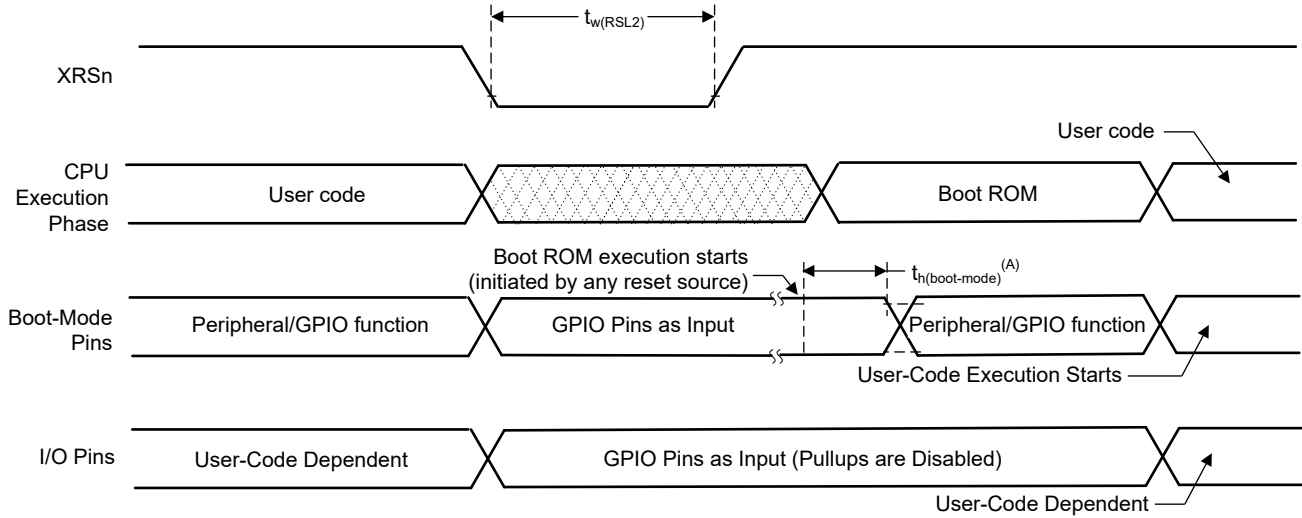 t_w(RSL2)
XRSn
User code
CPU
Execution
Phase
User code
Boot ROM
Boot ROM execution starts
(initiated by any reset source)
t_h(boot-mode)^(A)
Boot-Mode
Pins
Peripheral/GPIO function
GPIO Pins as Input
Peripheral/GPIO function
User-Code Execution Starts
I/O Pins
User-Code Dependent
GPIO Pins as Input (Pullups are Disabled)
User-Code Dependent